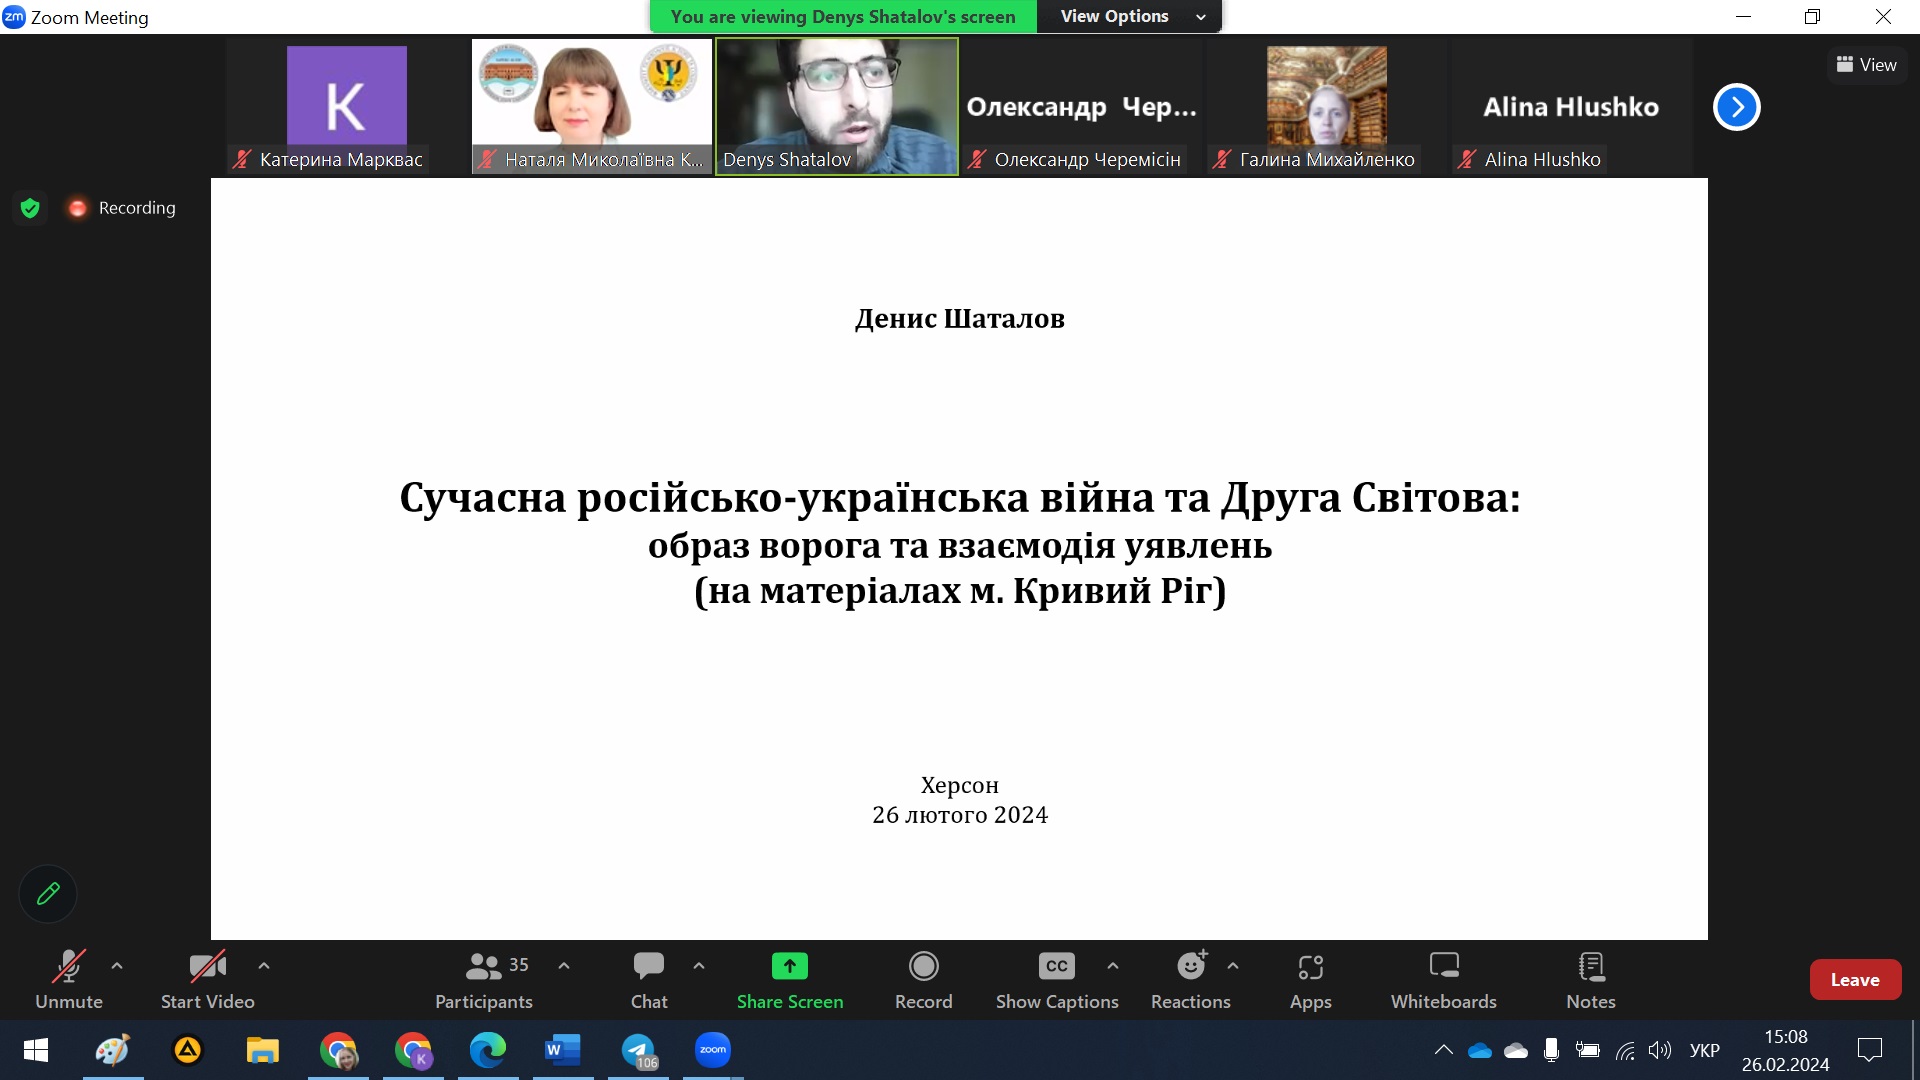 zm Zoom Meeting
You are viewing Denys Shatalov's screen
View Options
View
K
Катерина Марквас
Наталя Миколаївна К...
Denys Shatalov
Олександр Чер...
Олександр Черемісін
Галина Михайленко
Alina Hlushko
Alina Hlushko
Recording
Денис Шаталов
Сучасна російсько-українська війна та Друга Світова:
образ ворога та взаємодія уявлень
(на матеріалах м. Кривий Ріг)
Херсон
26 лютого 2024
Unmute
Start Video
35
Participants
Chat
Share Screen
Record
CC
Show Captions
Reactions
Apps
Whiteboards
Notes
Leave
K
W
106
zoom
УКР
15:08
26.02.2024